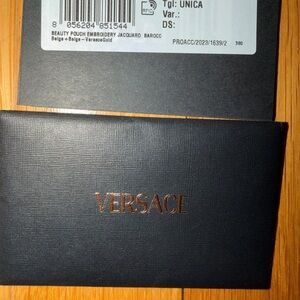 8 056204 851544
RFID
Tgl: UNICA
Var.:
DS:
BEAUTY POUCH EMBROIDERY JACQUARD BAROCC
Beige+Beige-VersaceGold
PROACC/2023/1639/2
VERSACE